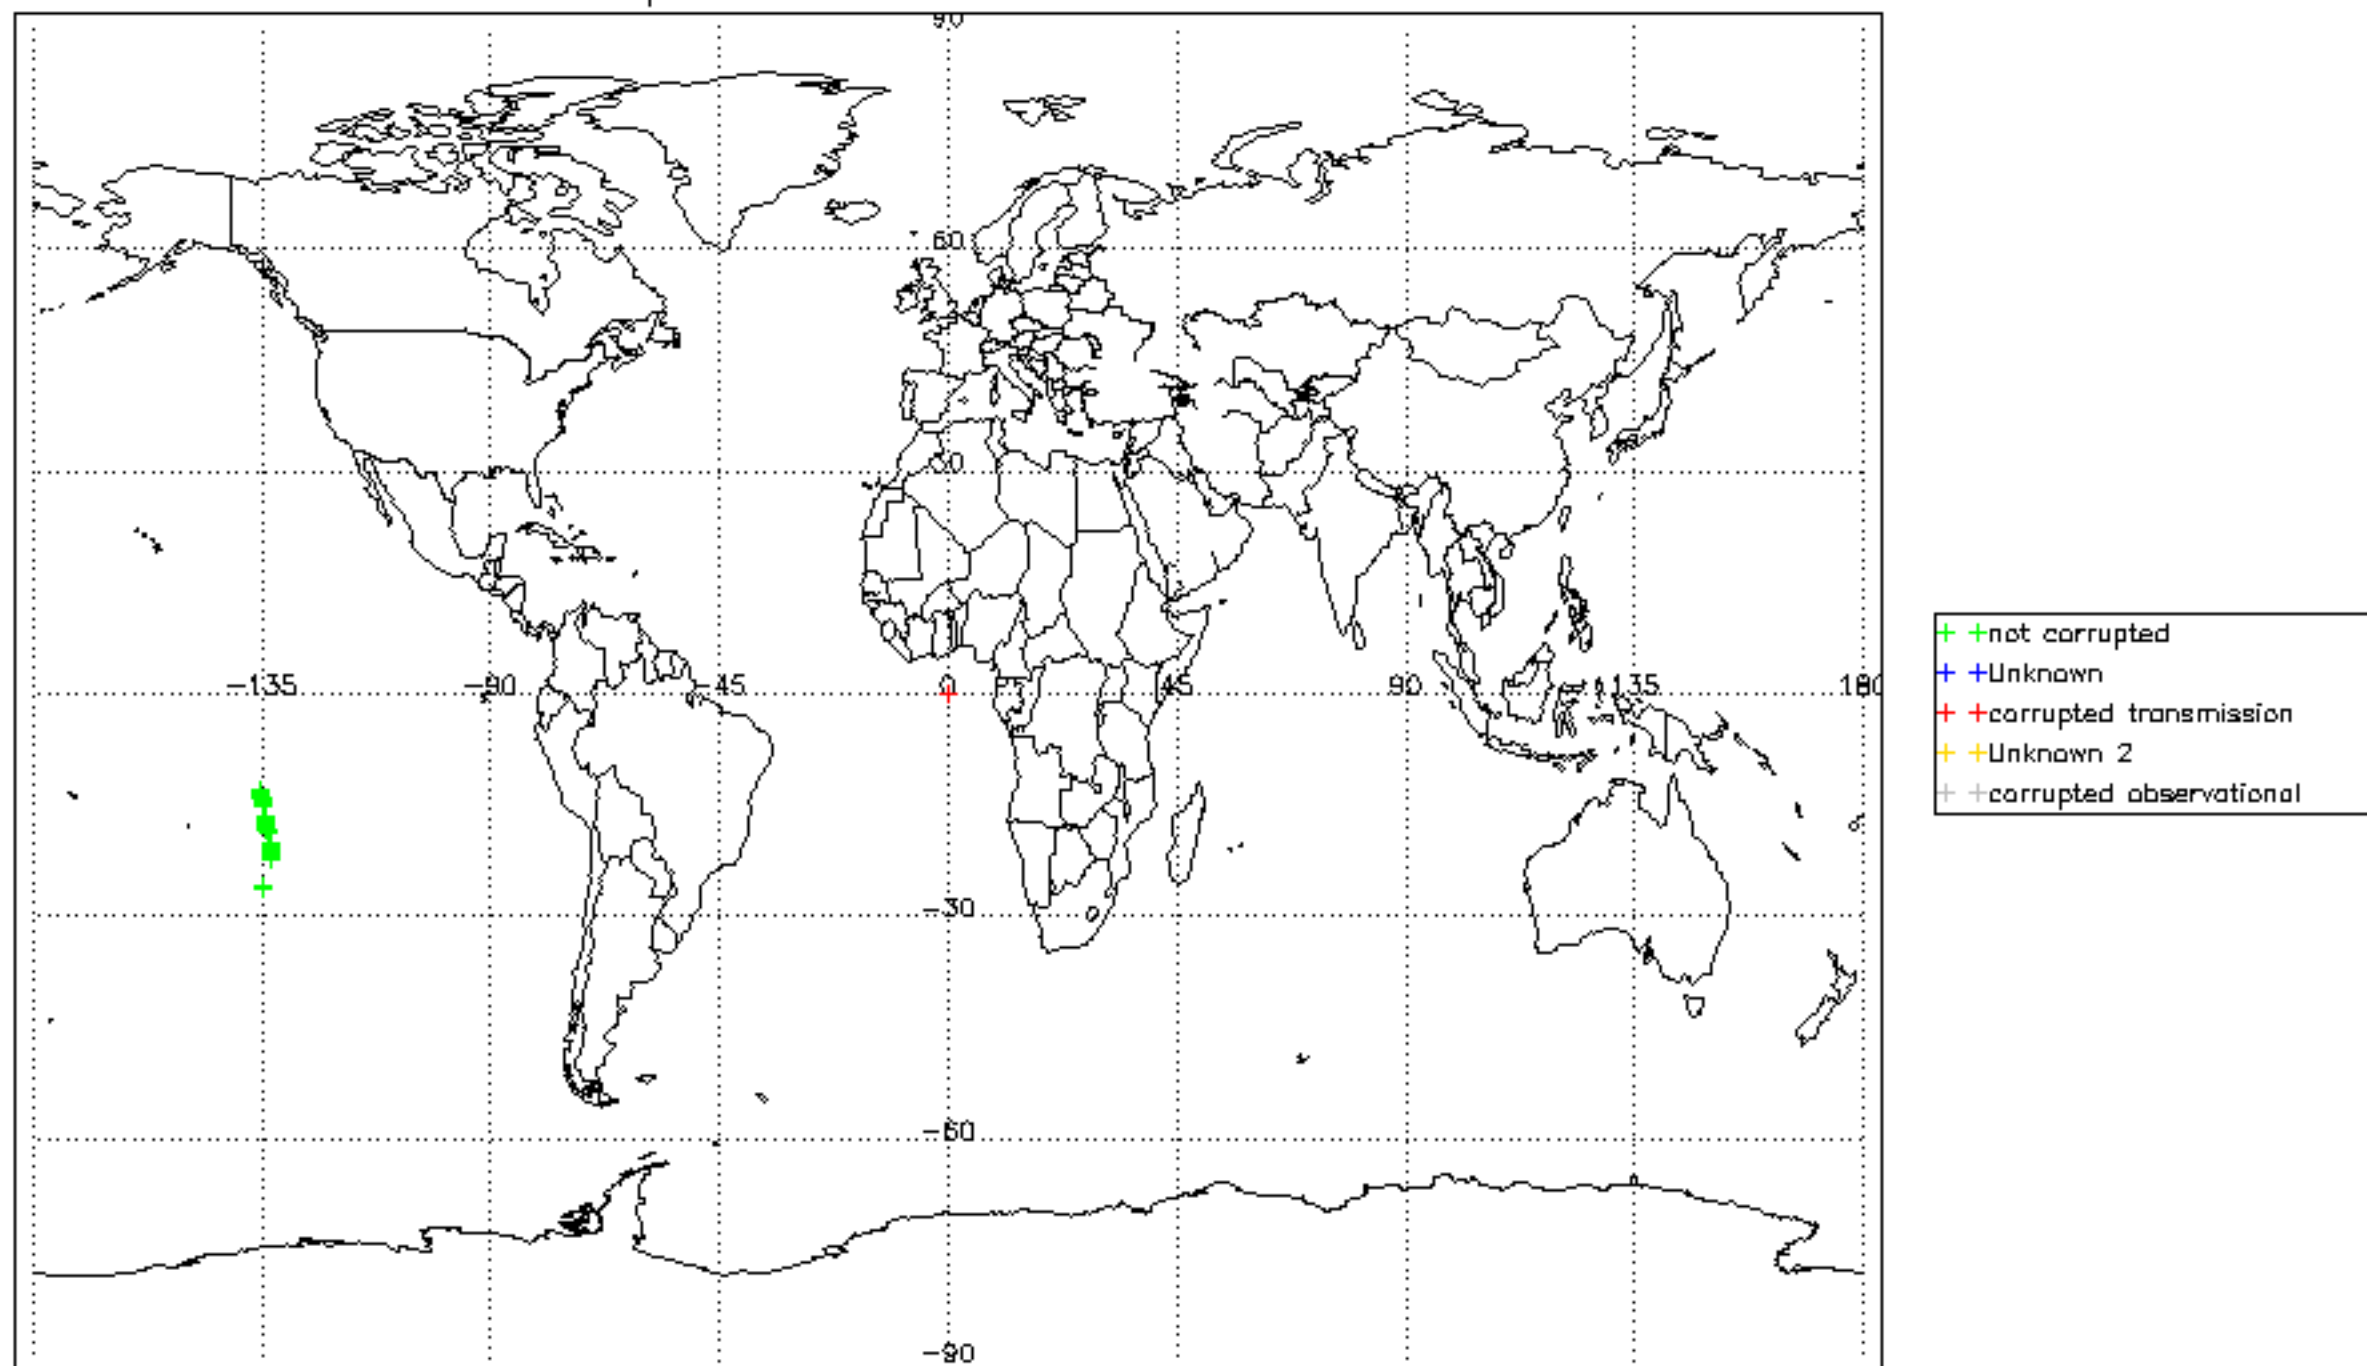 90
60
30
-135 -90 -45 0 45 90 135 180
-30
-60
-90
not corrupted
Unknown
corrupted transmission
Unknown 2
corrupted observational